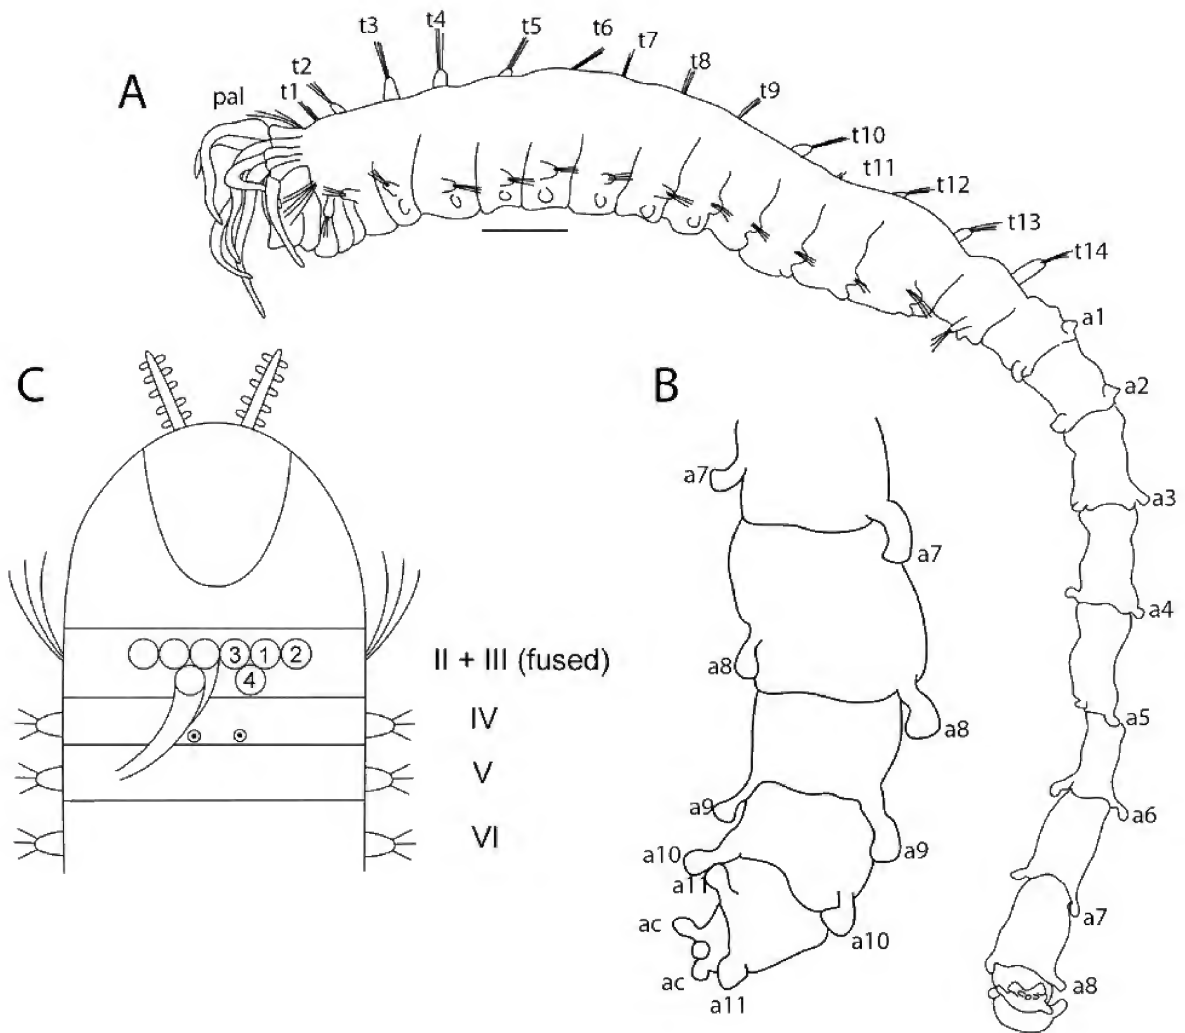 A
pal
t1
t2
t3
t4
t5
t6
t7
t8
t9
t10
t11
t12
t13
t14
a1
a2
a3
a4
a5
a6
a7
a8
C
3
1
2
4
II + III (fused)
IV
V
VI
B
a7
a7
a8
a8
a9
a9
a10
a11
a10
ac
ac
a11